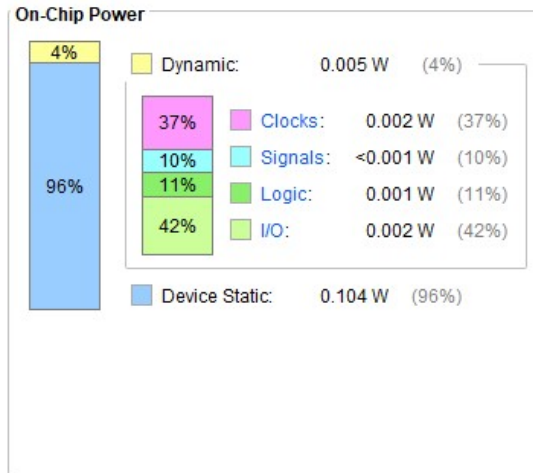 On-Chip Power
4%
Dynamic: 0.005 W (4%)
37%
Clocks: 0.002 W (37%)
10%
Signals: <0.001 W (10%)
96%
11%
Logic: 0.001 W (11%)
42%
I/O: 0.002 W (42%)
Device Static: 0.104 W (96%)